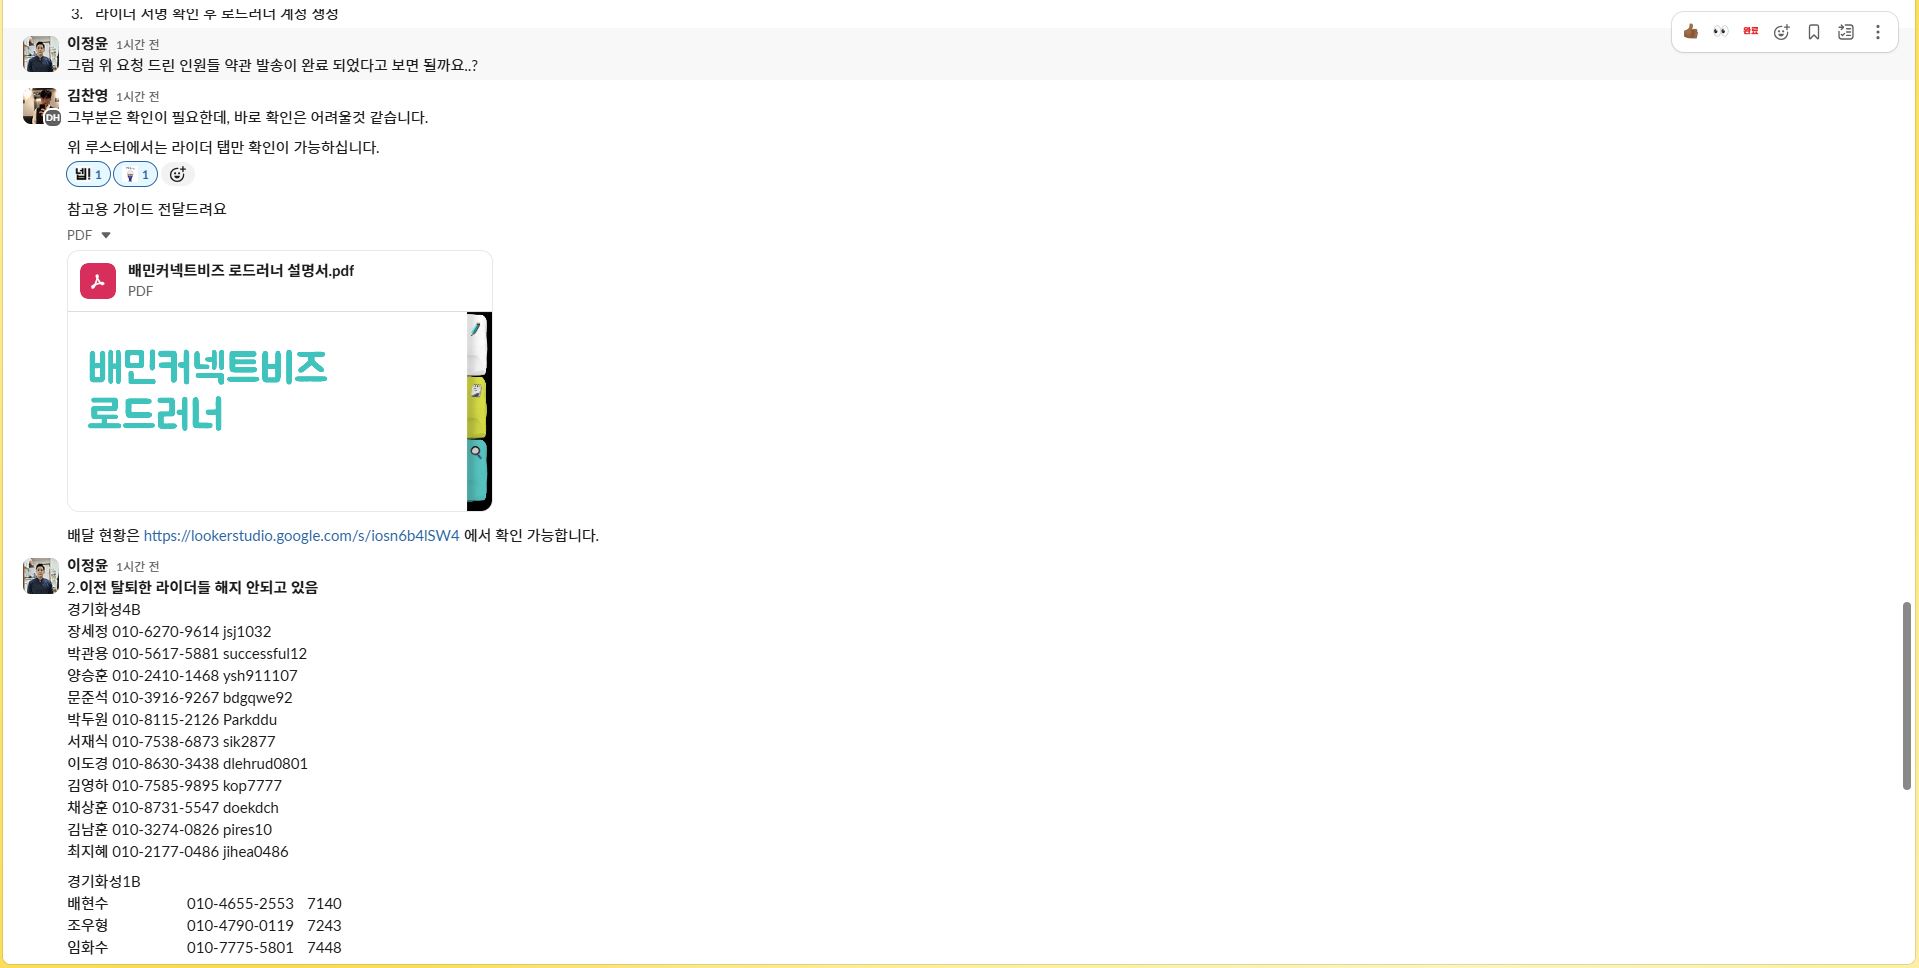 3. 라이더 서명 확인 후 로드러너 계정 생성
이정윤 1시간 전
그럼 위 요청 드린 인원들 약관 발송이 완료 되었다고 보면 될까요..?
완료
김찬영 1시간 전
DH
그부분은 확인이 필요한데, 바로 확인은 어려울것 같습니다.
위 루스터에서는 라이더 탭만 확인이 가능하십니다.
넵! 1 1
참고용 가이드 전달드려요
PDF
배민커넥트비즈 로드러너 설명서.pdf
PDF
배민커넥트비즈
로드러너
배달 현황은 https://lookerstudio.google.com/s/iosn6b4lSW4 에서 확인 가능합니다.
이정윤 1시간 전
2.이전 탈퇴한 라이더들 해지 안되고 있음
경기화성4B
장세정 010-6270-9614 jsj1032
박관용 010-5617-5881 successful12
양승훈 010-2410-1468 ysh911107
문준석 010-3916-9267 bdgqwe92
박두원 010-8115-2126 Parkddu
서재식 010-7538-6873 sik2877
이도경 010-8630-3438 dlehrud0801
김영하 010-7585-9895 kop7777
채상훈 010-8731-5547 doekdch
김남훈 010-3274-0826 pires10
최지혜 010-2177-0486 jihea0486
경기화성1B
배현수 010-4655-2553 7140
조우형 010-4790-0119 7243
임화수 010-7775-5801 7448